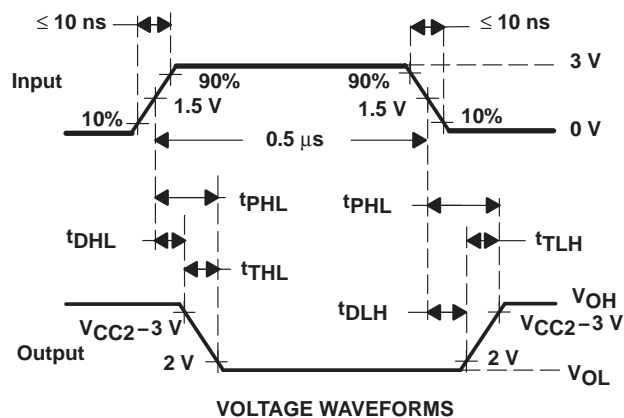 ≤ 10 ns
≤ 10 ns
Input
3 V
90%
90%
1.5 V
1.5 V
10%
10%
0 V
0.5 μs
tPHL
tPHL
tDHL
tTLH
tTHL
tDLH
VOH
VCC2−3 V
VCC2−3 V
Output
2 V
2 V
VOL
VOLTAGE WAVEFORMS